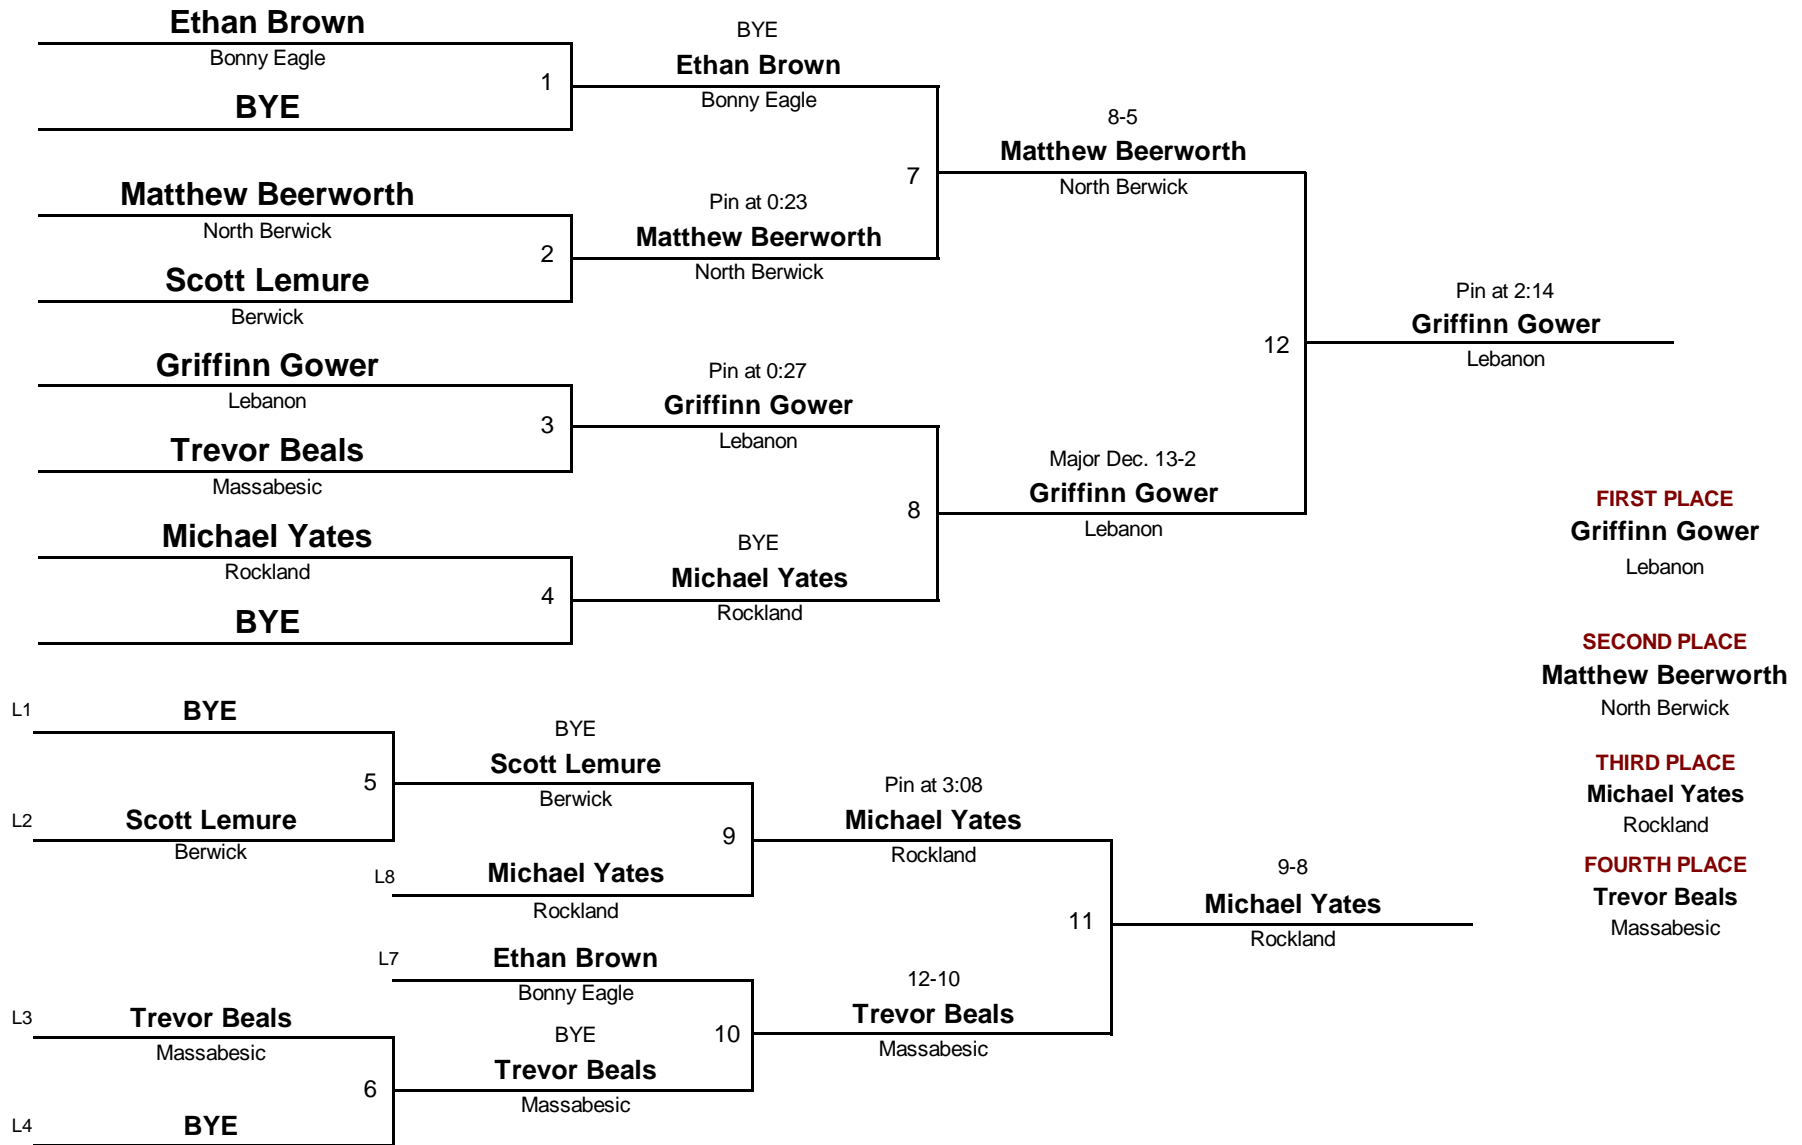 Ethan Brown
Bonny Eagle
1
BYE
BYE
Ethan Brown
Bonny Eagle
Matthew Beerworth
North Berwick
2
Scott Lemure
Berwick
Pin at 0:23
Matthew Beerworth
North Berwick
7
8-5
Matthew Beerworth
North Berwick
Griffinn Gower
Lebanon
3
Trevor Beals
Massabesic
Pin at 0:27
Griffinn Gower
Lebanon
Michael Yates
Rockland
4
BYE
BYE
Michael Yates
Rockland
8
Major Dec. 13-2
Griffinn Gower
Lebanon
12
Pin at 2:14
Griffinn Gower
Lebanon
FIRST PLACE
Griffinn Gower
Lebanon
SECOND PLACE
Matthew Beerworth
North Berwick
THIRD PLACE
Michael Yates
Rockland
FOURTH PLACE
Trevor Beals
Massabesic
L1
BYE
5
L2
Scott Lemure
Berwick
BYE
Scott Lemure
Berwick
9
L8
Michael Yates
Rockland
Pin at 3:08
Michael Yates
Rockland
L7
Ethan Brown
Bonny Eagle
L3
Trevor Beals
Massabesic
6
L4
BYE
BYE
Trevor Beals
Massabesic
10
12-10
Trevor Beals
Massabesic
11
9-8
Michael Yates
Rockland